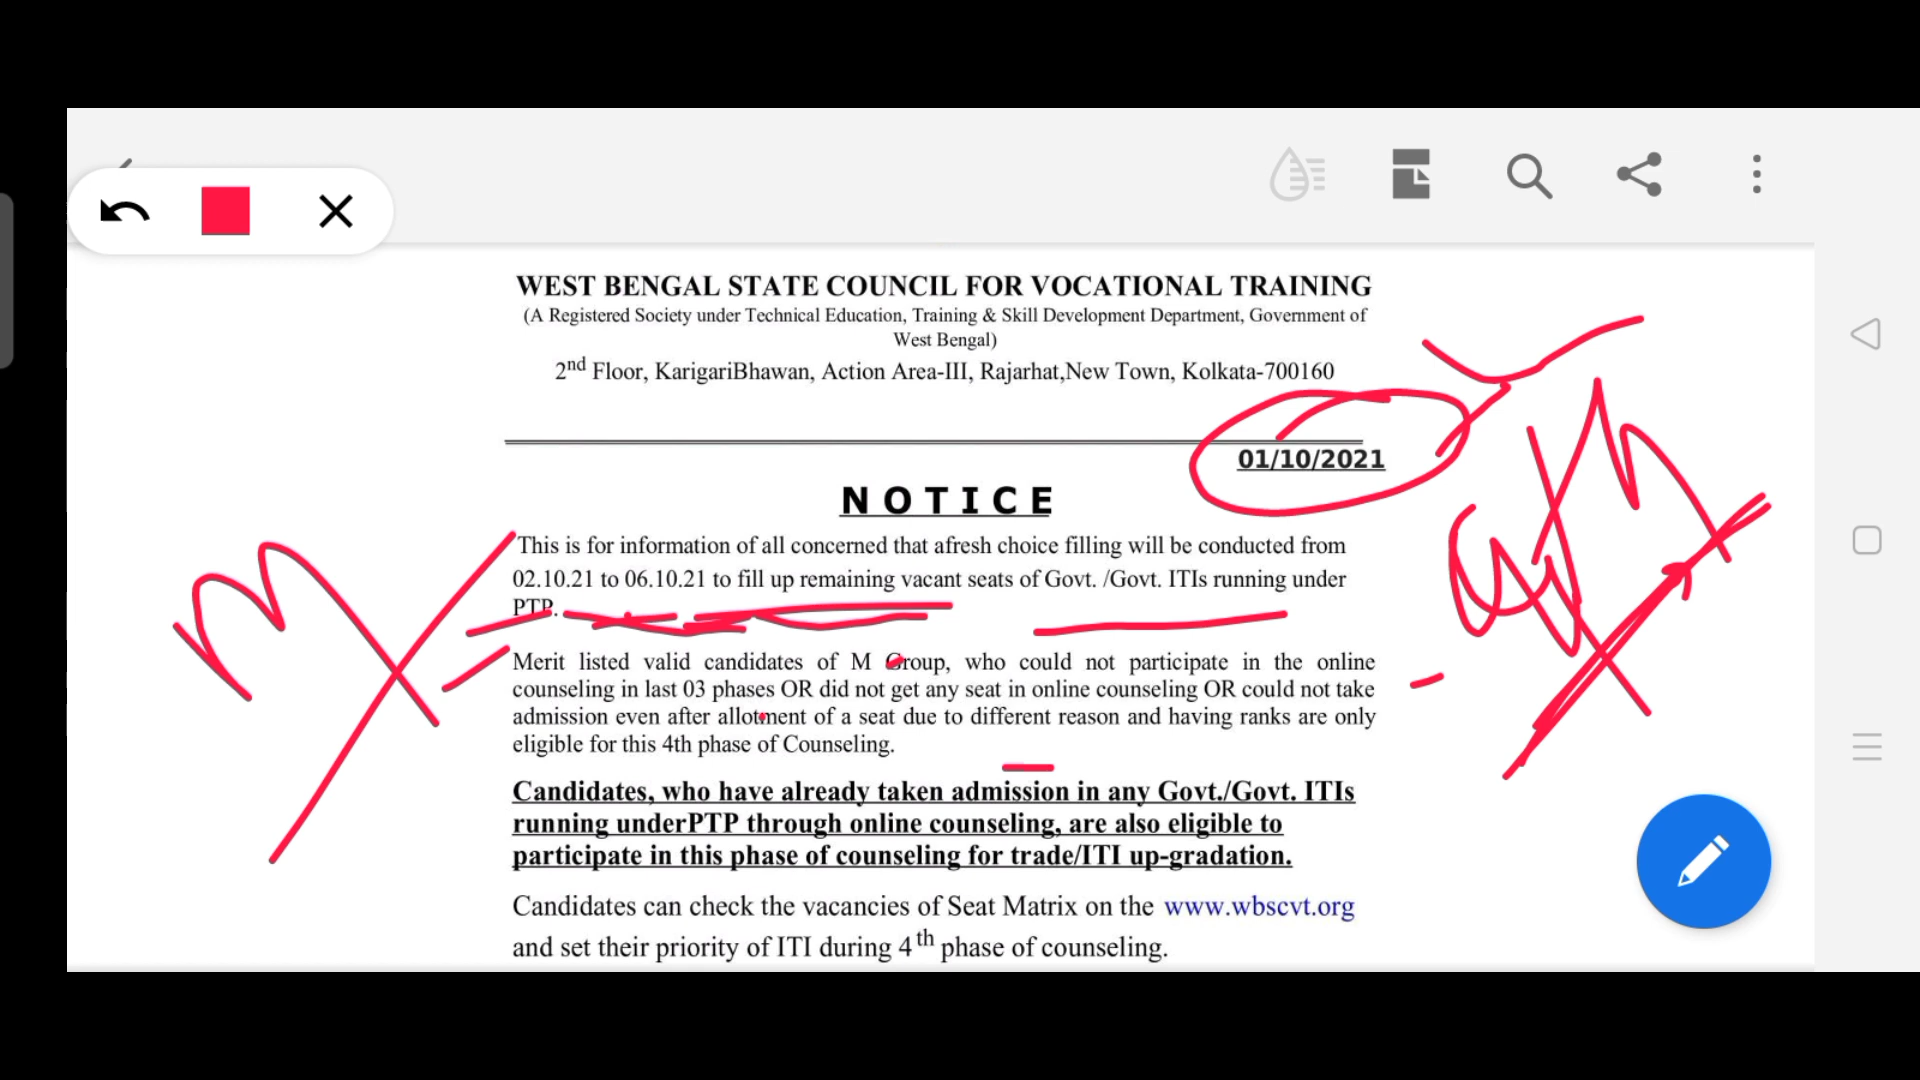 WEST BENGAL STATE COUNCIL FOR VOCATIONAL TRAINING
(A Registered Society under Technical Education, Training & Skill Development Department, Government of
West Bengal)
2nd Floor, KarigariBhawan, Action Area-III, Rajarhat,New Town, Kolkata-700160
01/10/2021
NOTICE
This is for information of all concerned that afresh choice filling will be conducted from
02.10.21 to 06.10.21 to fill up remaining vacant seats of Govt. /Govt. ITIs running under
PTP.
Merit listed valid candidates of M Group, who could not participate in the online
counseling in last 03 phases OR did not get any seat in online counseling OR could not take
admission even after allotment of a seat due to different reason and having ranks are only
eligible for this 4th phase of Counseling.
Candidates, who have already taken admission in any Govt./Govt. ITIs
running underPTP through online counseling, are also eligible to
participate in this phase of counseling for trade/ITI up-gradation.
Candidates can check the vacancies of Seat Matrix on the www.wbscvt.org
and set their priority of ITI during 4th phase of counseling.